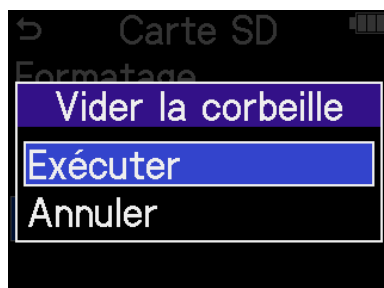 Carte SD
Formatage
Vider la corbeille
Exécuter
Annuler